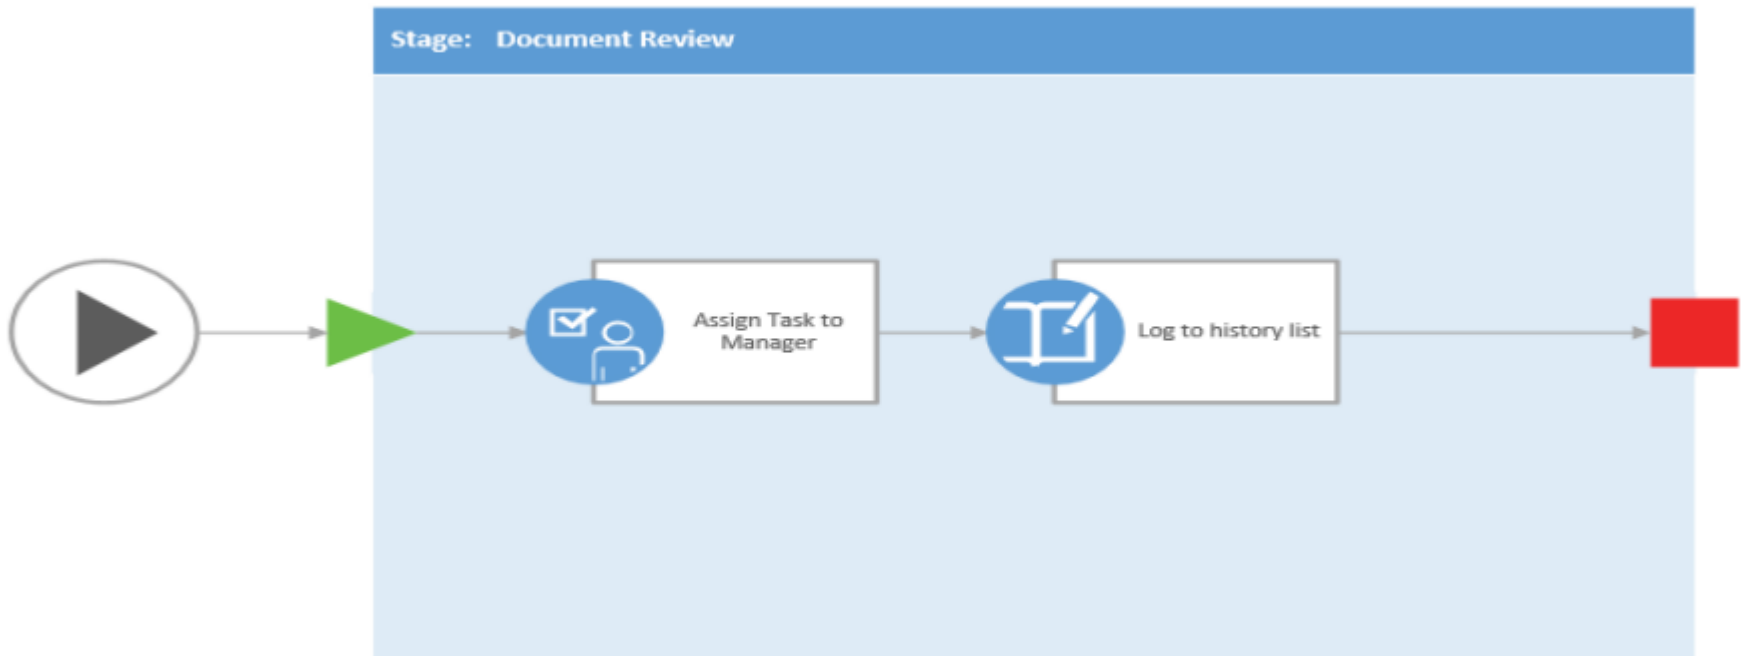 Stage: Document Review
Assign Task to
Manager
Log to history list